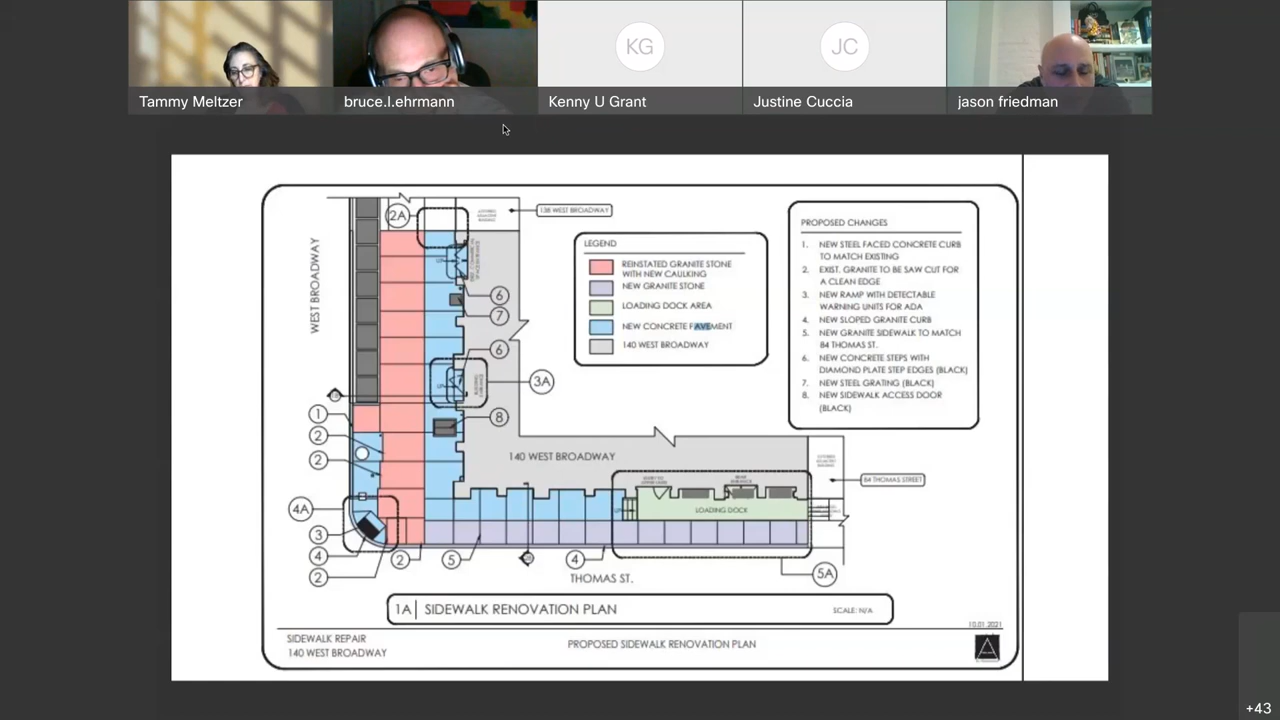 KG
JC
Tammy Meltzer
bruce.l.ehrmann
Kenny U Grant
Justine Cuccia
jason friedman
2A
138 WEST BROADWAY
WEST BROADWAY
LEGEND
REINSTATED GRANITE STONE
WITH NEW CAULKING
NEW GRANITE STONE
LOADING DOCK AREA
NEW CONCRETE PAVEMENT
140 WEST BROADWAY
PROPOSED CHANGES
1. NEW STEEL FACED CONCRETE CURB
TO MATCH EXISTING
2. EXIST. GRANITE TO BE SAW CUT FOR
A CLEAN EDGE
3. NEW RAMP WITH DETECTABLE
WARNING UNITS FOR ADA
4. NEW SLOPED GRANITE CURB
5. NEW GRANITE SIDEWALK TO MATCH
84 THOMAS ST.
6. NEW CONCRETE STEPS WITH
DIAMOND PLATE STEP EDGES (BLACK)
7. NEW STEEL GRATING (BLACK)
8. NEW SIDEWALK ACCESS DOOR
(BLACK)
6
7
6
3A
1
8
2
2
140 WEST BROADWAY
84 THOMAS STREET
4A
UP
LOADING DOCK
3
4
2
2
5
4
5A
THOMAS ST.
1A SIDEWALK RENOVATION PLAN
SCALE: N/A
10.01.2021
SIDEWALK REPAIR
140 WEST BROADWAY
PROPOSED SIDEWALK RENOVATION PLAN
+43